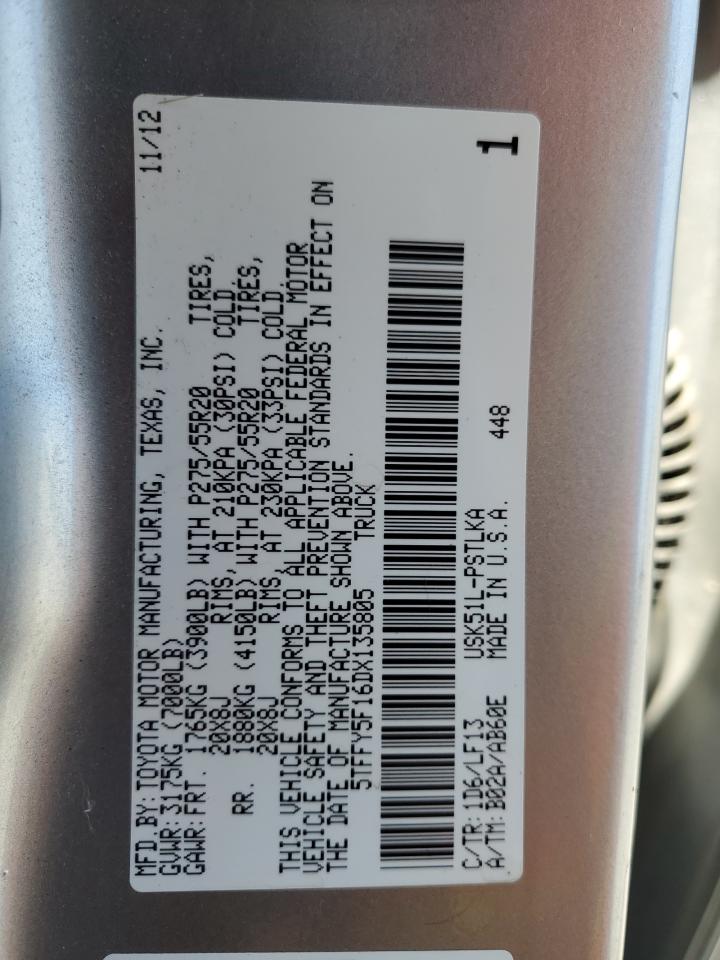 11/12
MFD.BY:TOYOTA MOTOR MANUFACTURING, TEXAS, INC.
GVWR:3175KG(7000LB)
GAWR:FRT. 1765KG (3900LB) WITH P275/55R20 TIRES,
20X8J RIMS, AT 210KPA (30PSI) COLD.
RR. 1880KG (4150LB) WITH P275/55R20 TIRES,
20X8J RIMS, AT 230KPA (33PSI) COLD.
THIS VEHICLE CONFORMS TO ALL APPLICABLE FEDERAL MOTOR
VEHICLE SAFETY AND THEFT PREVENTION STANDARDS IN EFFECT ON
THE DATE OF MANUFACTURE SHOWN ABOVE.
5TFFY5F16DX135805 TRUCK
C/TR:1D6/LF13 USK51L-PSTLKA 448
A/TM:B02A/AB60E MADE IN U.S.A. 1